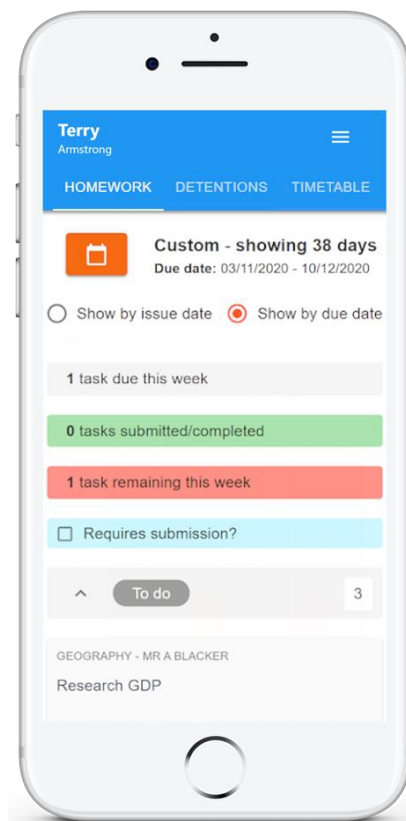 Terry
Armstrong
HOMEWORK DETENTIONS TIMETABLE
Custom - showing 38 days
Due date: 03/11/2020 - 10/12/2020
Show by issue date Show by due date
1 task due this week
0 tasks submitted/completed
1 task remaining this week
Requires submission?
To do 3
GEOGRAPHY - MR A BLACKER
Research GDP